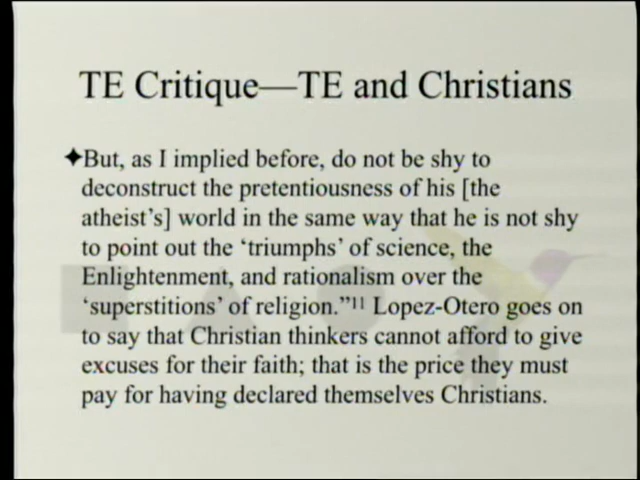 TE Critique—TE and Christians
✦But, as I implied before, do not be shy to
deconstruct the pretentiousness of his [the
atheist's] world in the same way that he is not shy
to point out the ‘triumphs’ of science, the
Enlightenment, and rationalism over the
‘superstitions’ of religion.”¹¹ Lopez-Otero goes on
to say that Christian thinkers cannot afford to give
excuses for their faith; that is the price they must
pay for having declared themselves Christians.